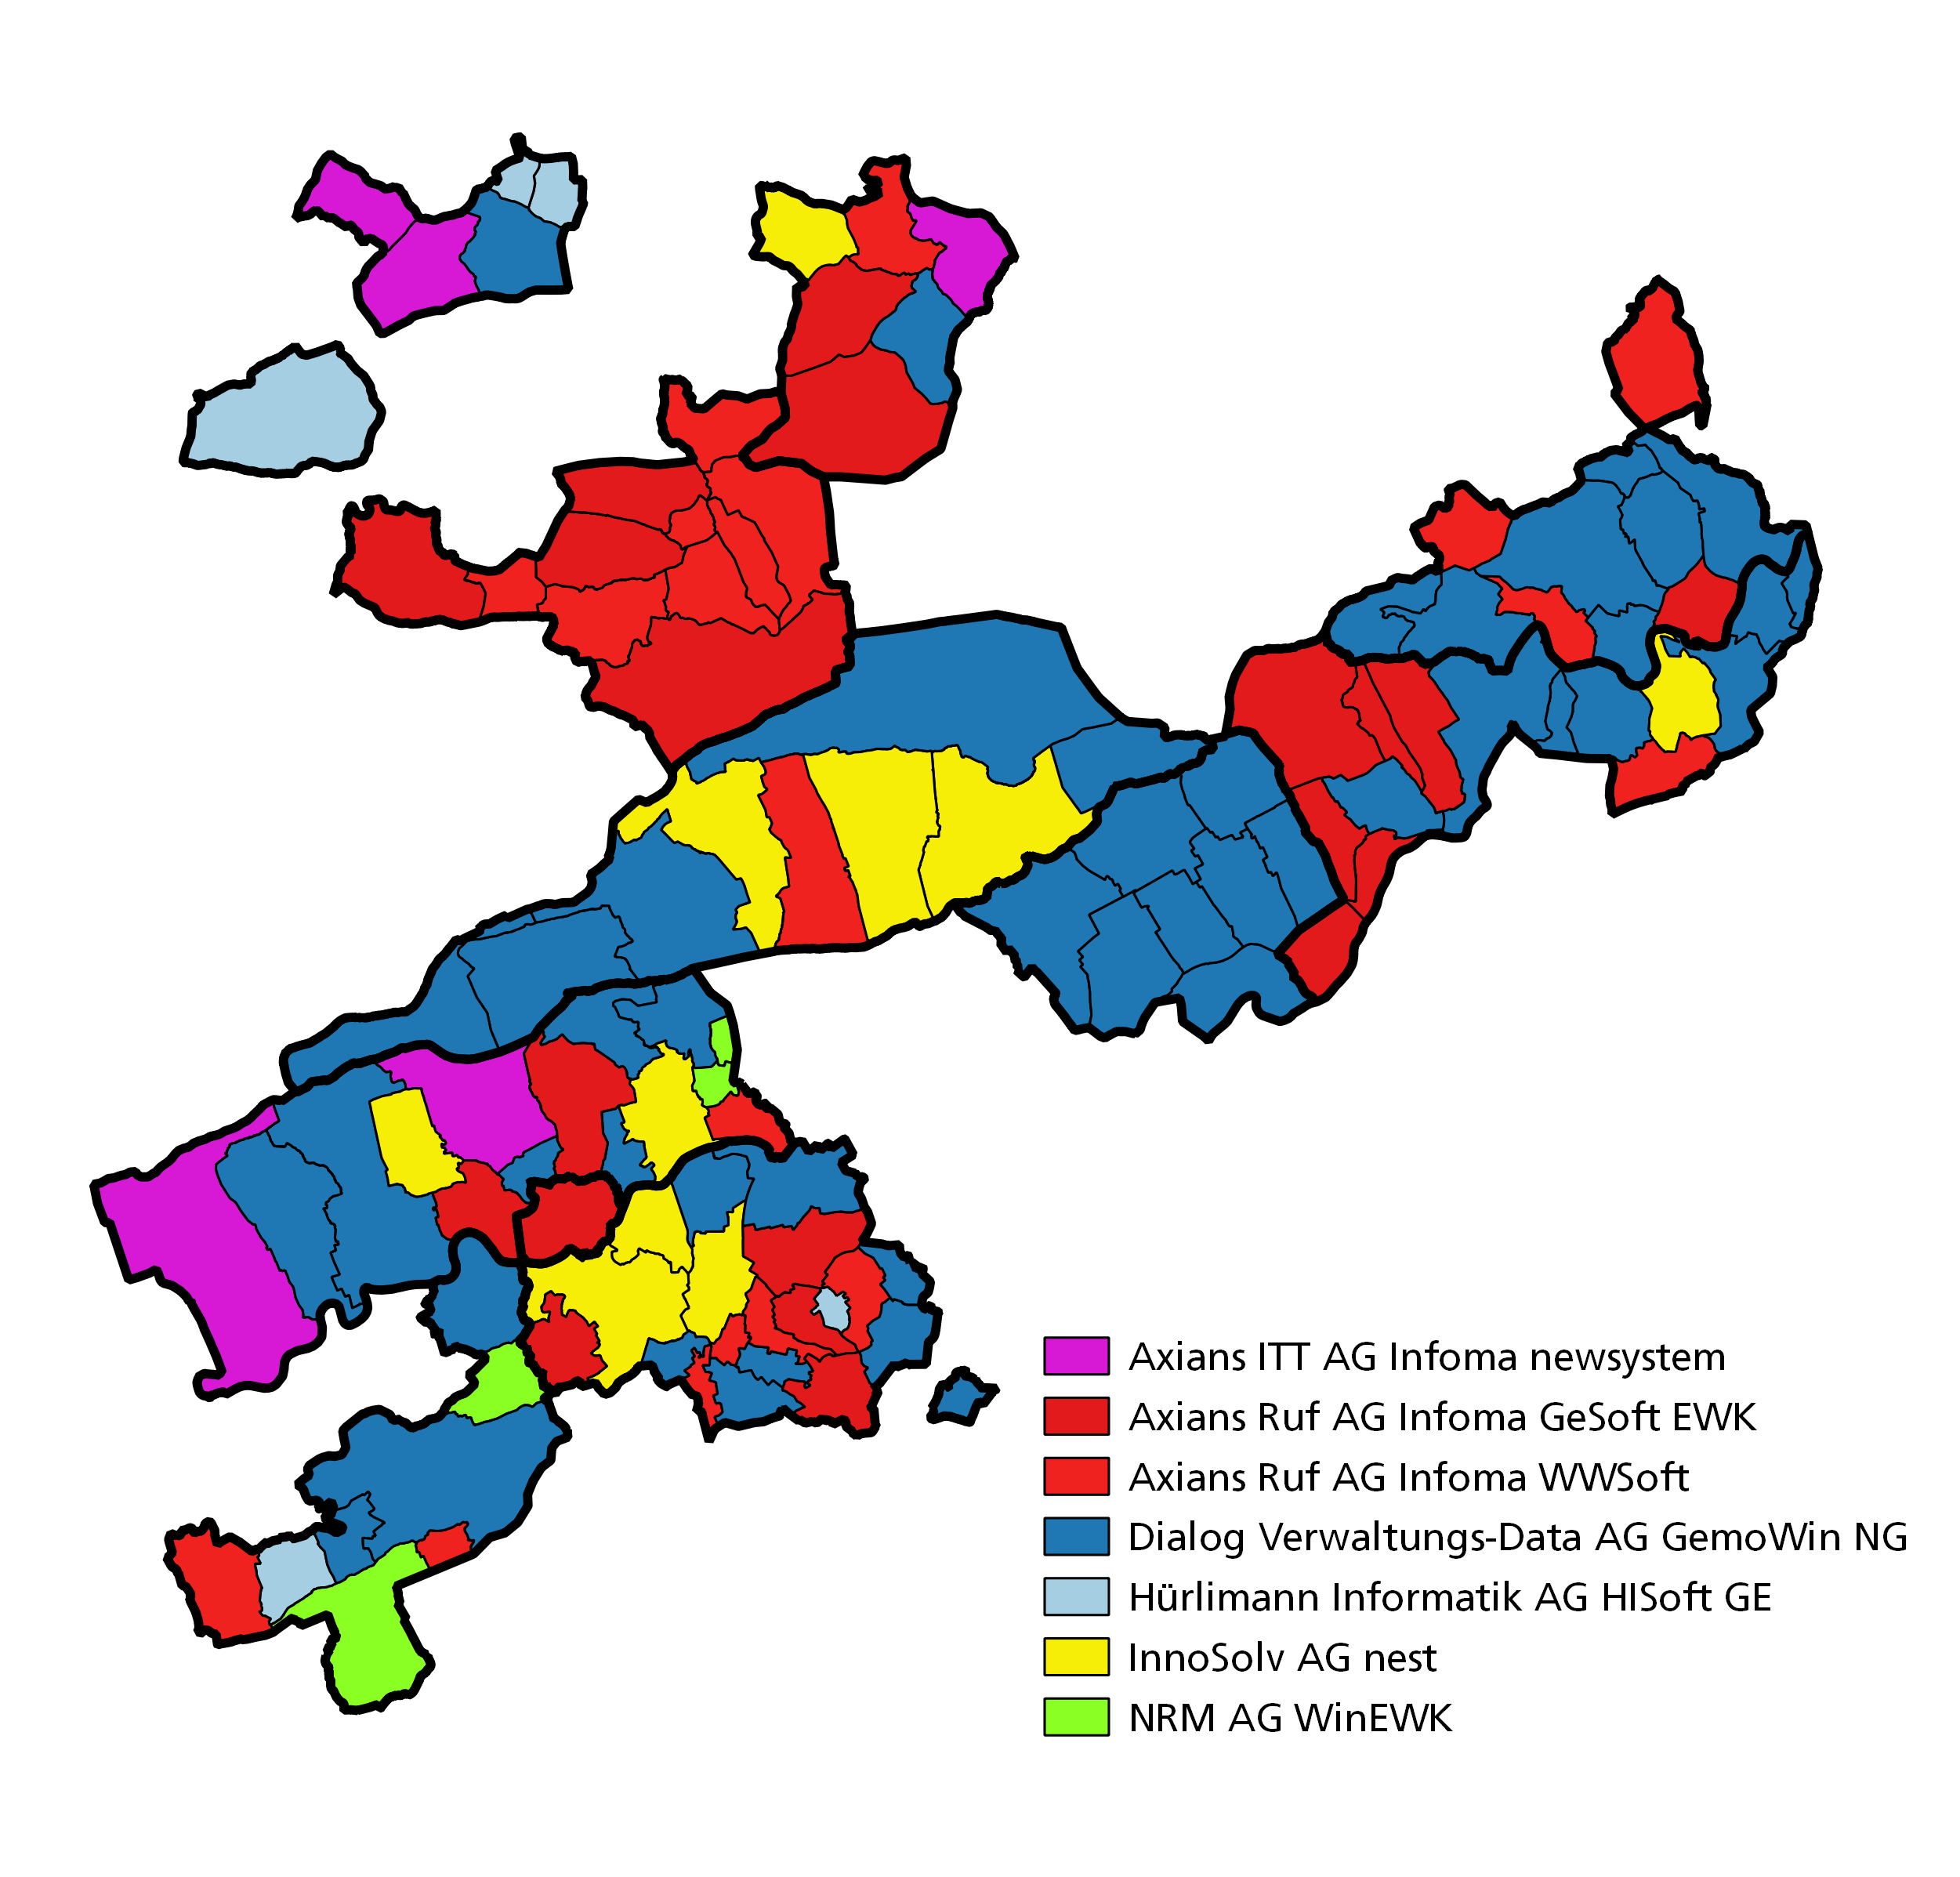 Axians ITT AG Infoma newsystem
Axians Ruf AG Infoma GeSoft EWK
Axians Ruf AG Infoma WWSoft
Dialog Verwaltungs-Data AG GemoWin NG
Hürlimann Informatik AG HISoft GE
InnoSolv AG nest
NRM AG WinEWK